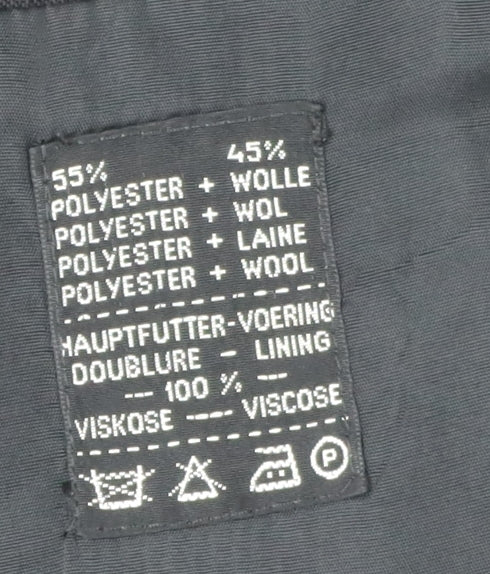 55% 45%
POLYESTER + WOLLE
POLYESTER + WOL
POLYESTER + LAINE
POLYESTER + WOOL
HAUPTFUTTER-VOERING
DOUBLURE - LINING
--- 100 % ---
VISKOSE ---- VISCOSE
P